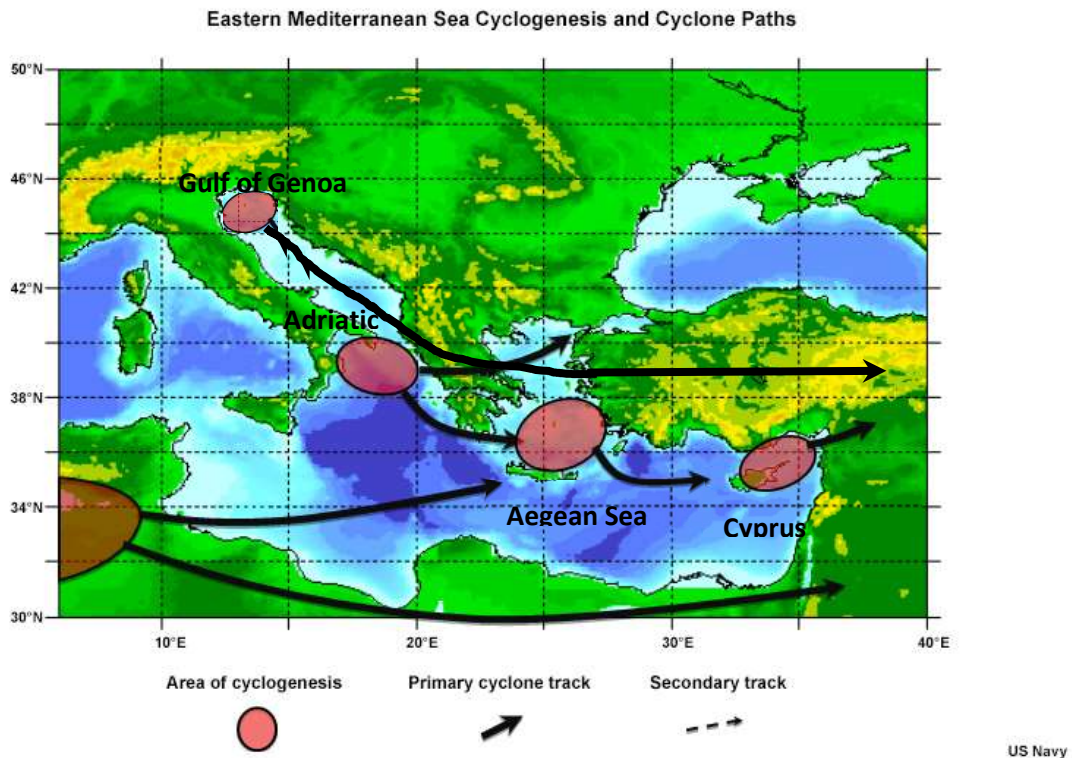 Eastern Mediterranean Sea Cyclogenesis and Cyclone Paths
50°N
46°N
Gulf of Genoa
42°N
Adriatic
38°N
34°N
Aegean Sea
Cyprus
30°N
10°E 20°E 30°E 40°E
Area of cyclogenesis Primary cyclone track Secondary track
US Navy